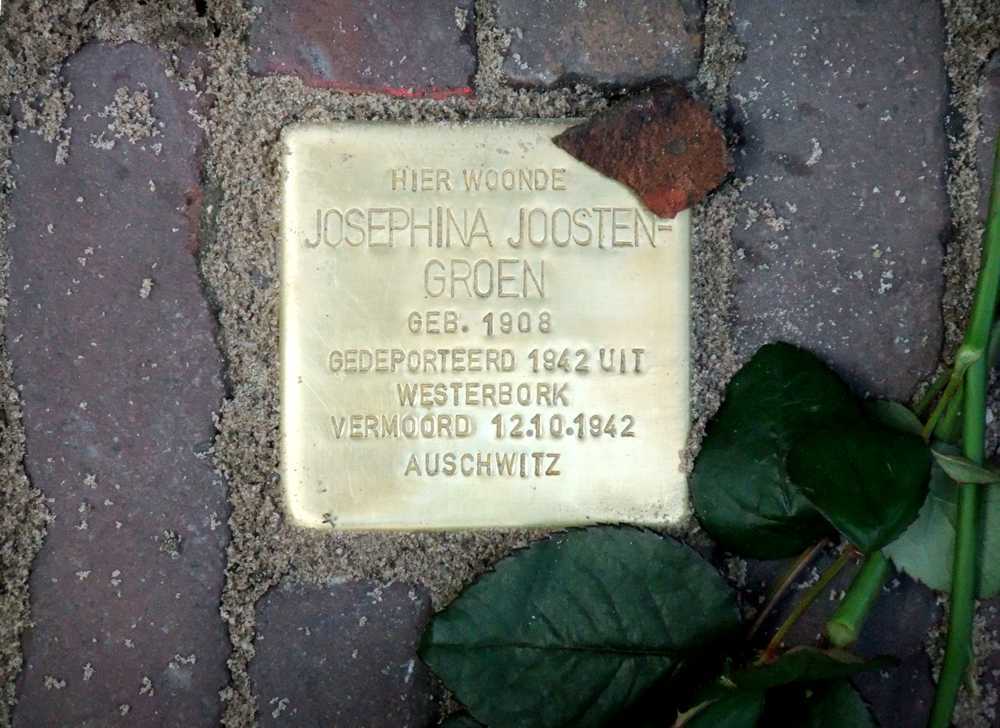 HIER WOONDE
JOSEPHINA JOOSTEN-
GROEN
GEB. 1908
GEDEPORTEERD 1942 UIT
WESTERBORK
VERMOORD 12.10.1942
AUSCHWITZ